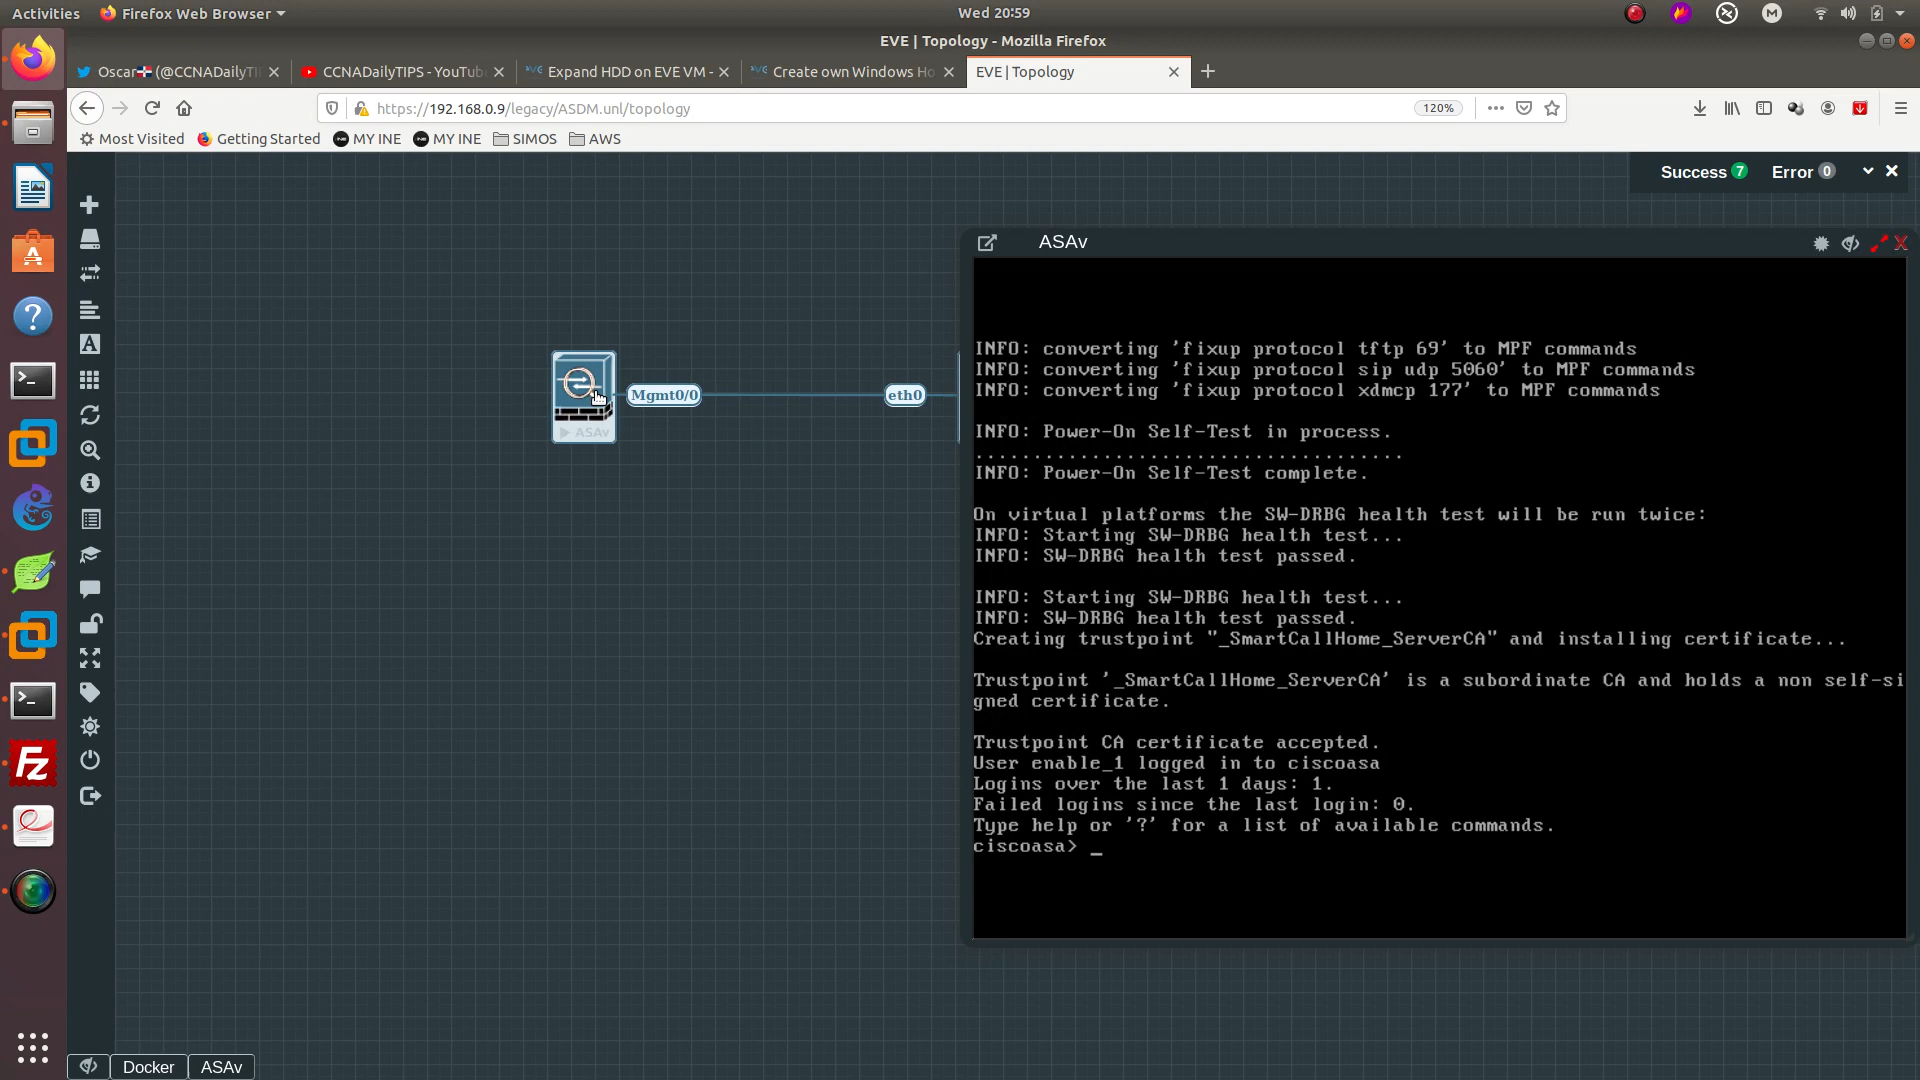 Activities
Firefox Web Browser
Wed 20:59
EVE | Topology - Mozilla Firefox
Oscar (@CCNADailyTI
CCNADailyTIPS - YouTub
Expand HDD on EVE VM -
Create own Windows Ho
EVE | Topology
https://192.168.0.9/legacy/ASDM.unl/topology
120%
Most Visited
Getting Started
MY INE
MY INE
SIMOS
AWS
Success 7
Error 0
ASAv
Mgmt0/0
eth0
ASAv
INFO: converting 'fixup protocol tftp 69' to MPF commands
INFO: converting 'fixup protocol sip udp 5060' to MPF commands
INFO: converting 'fixup protocol xdmcp 177' to MPF commands
INFO: Power-On Self-Test in process.
.....................................
INFO: Power-On Self-Test complete.
On virtual platforms the SW-DRBG health test will be run twice:
INFO: Starting SW-DRBG health test...
INFO: SW-DRBG health test passed.
INFO: Starting SW-DRBG health test...
INFO: SW-DRBG health test passed.
Creating trustpoint "_SmartCallHome_ServerCA" and installing certificate...
Trustpoint '_SmartCallHome_ServerCA' is a subordinate CA and holds a non self-si
gned certificate.
Trustpoint CA certificate accepted.
User enable_1 logged in to ciscoasa
Logins over the last 1 days: 1.
Failed logins since the last login: 0.
Type help or '?' for a list of available commands.
ciscoasa> _
Docker
ASAv